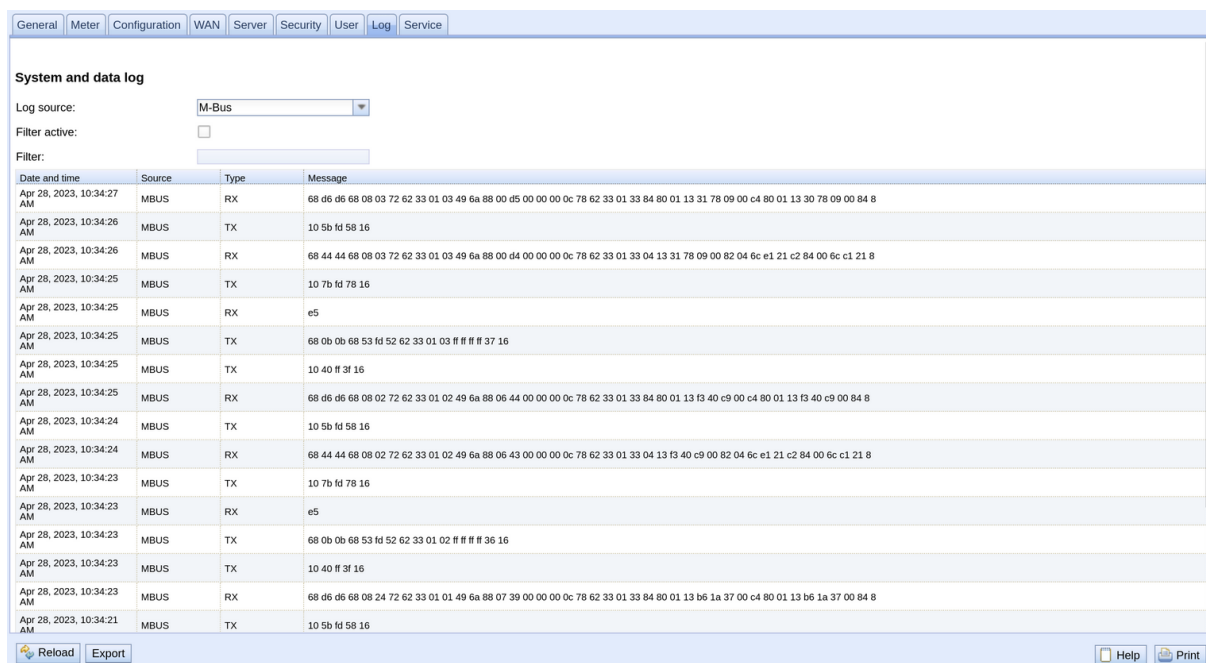 General Meter Configuration WAN Server Security User Log Service
System and data log
Log source: M-Bus
Filter active:
Filter:
Date and time Source Type Message
Apr 28, 2023, 10:34:27 AM MBUS RX 68 d6 d6 68 08 03 72 62 33 01 03 49 6a 88 00 d5 00 00 00 0c 78 62 33 01 33 84 80 01 13 31 78 09 00 c4 80 01 13 30 78 09 00 84 8
Apr 28, 2023, 10:34:26 AM MBUS TX 10 5b fd 58 16
Apr 28, 2023, 10:34:26 AM MBUS RX 68 44 44 68 08 03 72 62 33 01 03 49 6a 88 00 d4 00 00 00 0c 78 62 33 01 33 04 13 31 78 09 00 82 04 6c e1 21 c2 84 00 6c c1 21 8
Apr 28, 2023, 10:34:25 AM MBUS TX 10 7b fd 78 16
Apr 28, 2023, 10:34:25 AM MBUS RX e5
Apr 28, 2023, 10:34:25 AM MBUS TX 68 0b 0b 68 53 fd 52 62 33 01 03 ff ff ff ff 37 16
Apr 28, 2023, 10:34:25 AM MBUS TX 10 40 ff 3f 16
Apr 28, 2023, 10:34:25 AM MBUS RX 68 d6 d6 68 08 02 72 62 33 01 02 49 6a 88 06 44 00 00 00 0c 78 62 33 01 33 84 80 01 13 f3 40 c9 00 c4 80 01 13 f3 40 c9 00 84 8
Apr 28, 2023, 10:34:24 AM MBUS TX 10 5b fd 58 16
Apr 28, 2023, 10:34:24 AM MBUS RX 68 44 44 68 08 02 72 62 33 01 02 49 6a 88 06 43 00 00 00 0c 78 62 33 01 33 04 13 f3 40 c9 00 82 04 6c e1 21 c2 84 00 6c c1 21 8
Apr 28, 2023, 10:34:23 AM MBUS TX 10 7b fd 78 16
Apr 28, 2023, 10:34:23 AM MBUS RX e5
Apr 28, 2023, 10:34:23 AM MBUS TX 68 0b 0b 68 53 fd 52 62 33 01 02 ff ff ff ff 36 16
Apr 28, 2023, 10:34:23 AM MBUS TX 10 40 ff 3f 16
Apr 28, 2023, 10:34:23 AM MBUS RX 68 d6 d6 68 08 24 72 62 33 01 01 49 6a 88 07 39 00 00 00 0c 78 62 33 01 33 84 80 01 13 b6 1a 37 00 c4 80 01 13 b6 1a 37 00 84 8
Apr 28, 2023, 10:34:21 AM MBUS TX 10 5b fd 58 16
Reload Export Help Print